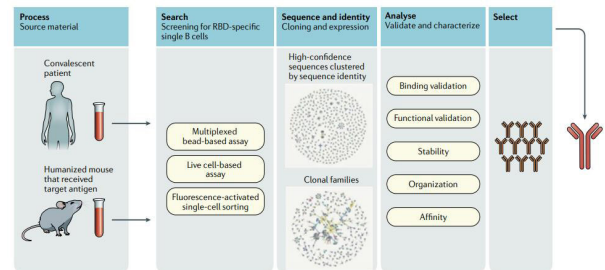 Process
Source material
Convalescent
patient
Humanized mouse
that received
target antigen
Search
Screening for RBD-specific
single B cells
Multiplexed
bead-based assay
Live cell-based
assay
Fluorescence-activated
single-cell sorting
Sequence and identity
Cloning and expression
High-confidence
sequences clustered
by sequence identity
Clonal families
Analyse
Validate and characterize
Binding validation
Functional validation
Stability
Organization
Affinity
Select